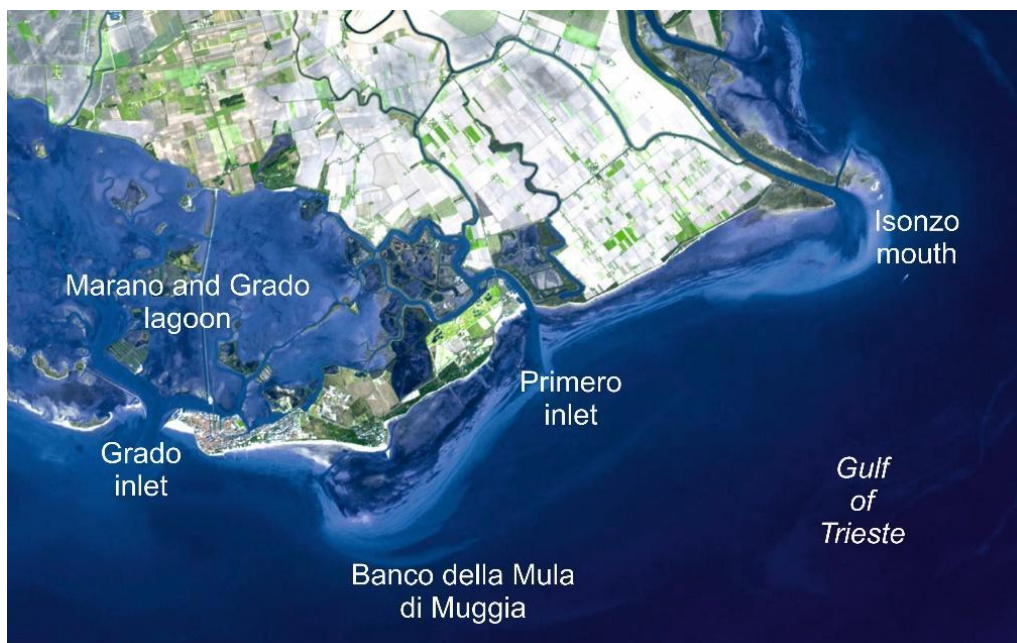 Isonzo
mouth
Marano and Grado
lagoon
Primero
inlet
Grado
inlet
Gulf
of
Trieste
Banco della Mula
di Muggia